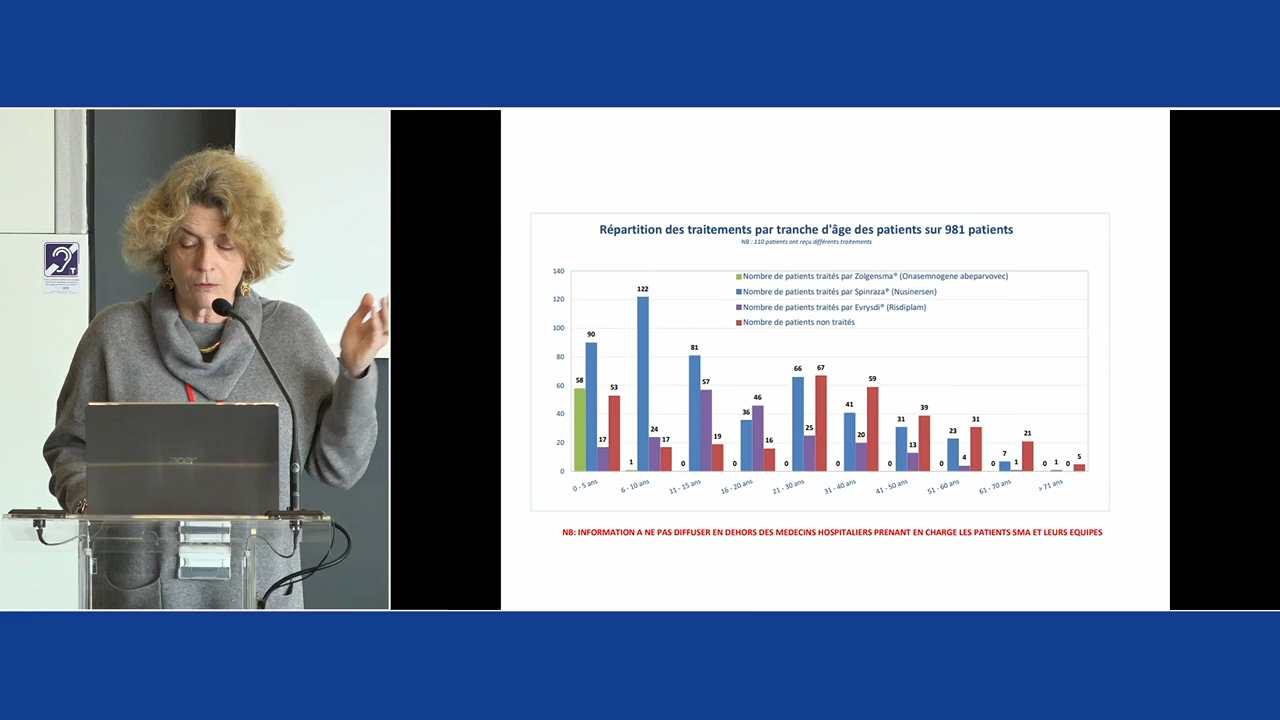 Répartition des traitements par tranche d'âge des patients sur 981 patients
NB : 110 patients ont reçu différents traitements
Nombre de patients traités par Zolgensma® (Onasemnogene abeparvovec)
Nombre de patients traités par Spinraza® (Nusinersen)
Nombre de patients traités par Evrysdi® (Risdiplam)
Nombre de patients non traités
140
120
100
80
60
40
20
0
58 90 17 53
1 122 24 17
0 81 57 19
0 36 46 16
0 66 25 67
0 41 20 59
0 31 13 39
0 23 4 31
0 7 1 21
0 1 0 5
0 - 5 ans 6 - 10 ans 11 - 15 ans 16 - 20 ans 21 - 30 ans 31 - 40 ans 41 - 50 ans 51 - 60 ans 61 - 70 ans > 71 ans
NB: INFORMATION A NE PAS DIFFUSER EN DEHORS DES MEDECINS HOSPITALIERS PRENANT EN CHARGE LES PATIENTS SMA ET LEURS EQUIPES
acer
T